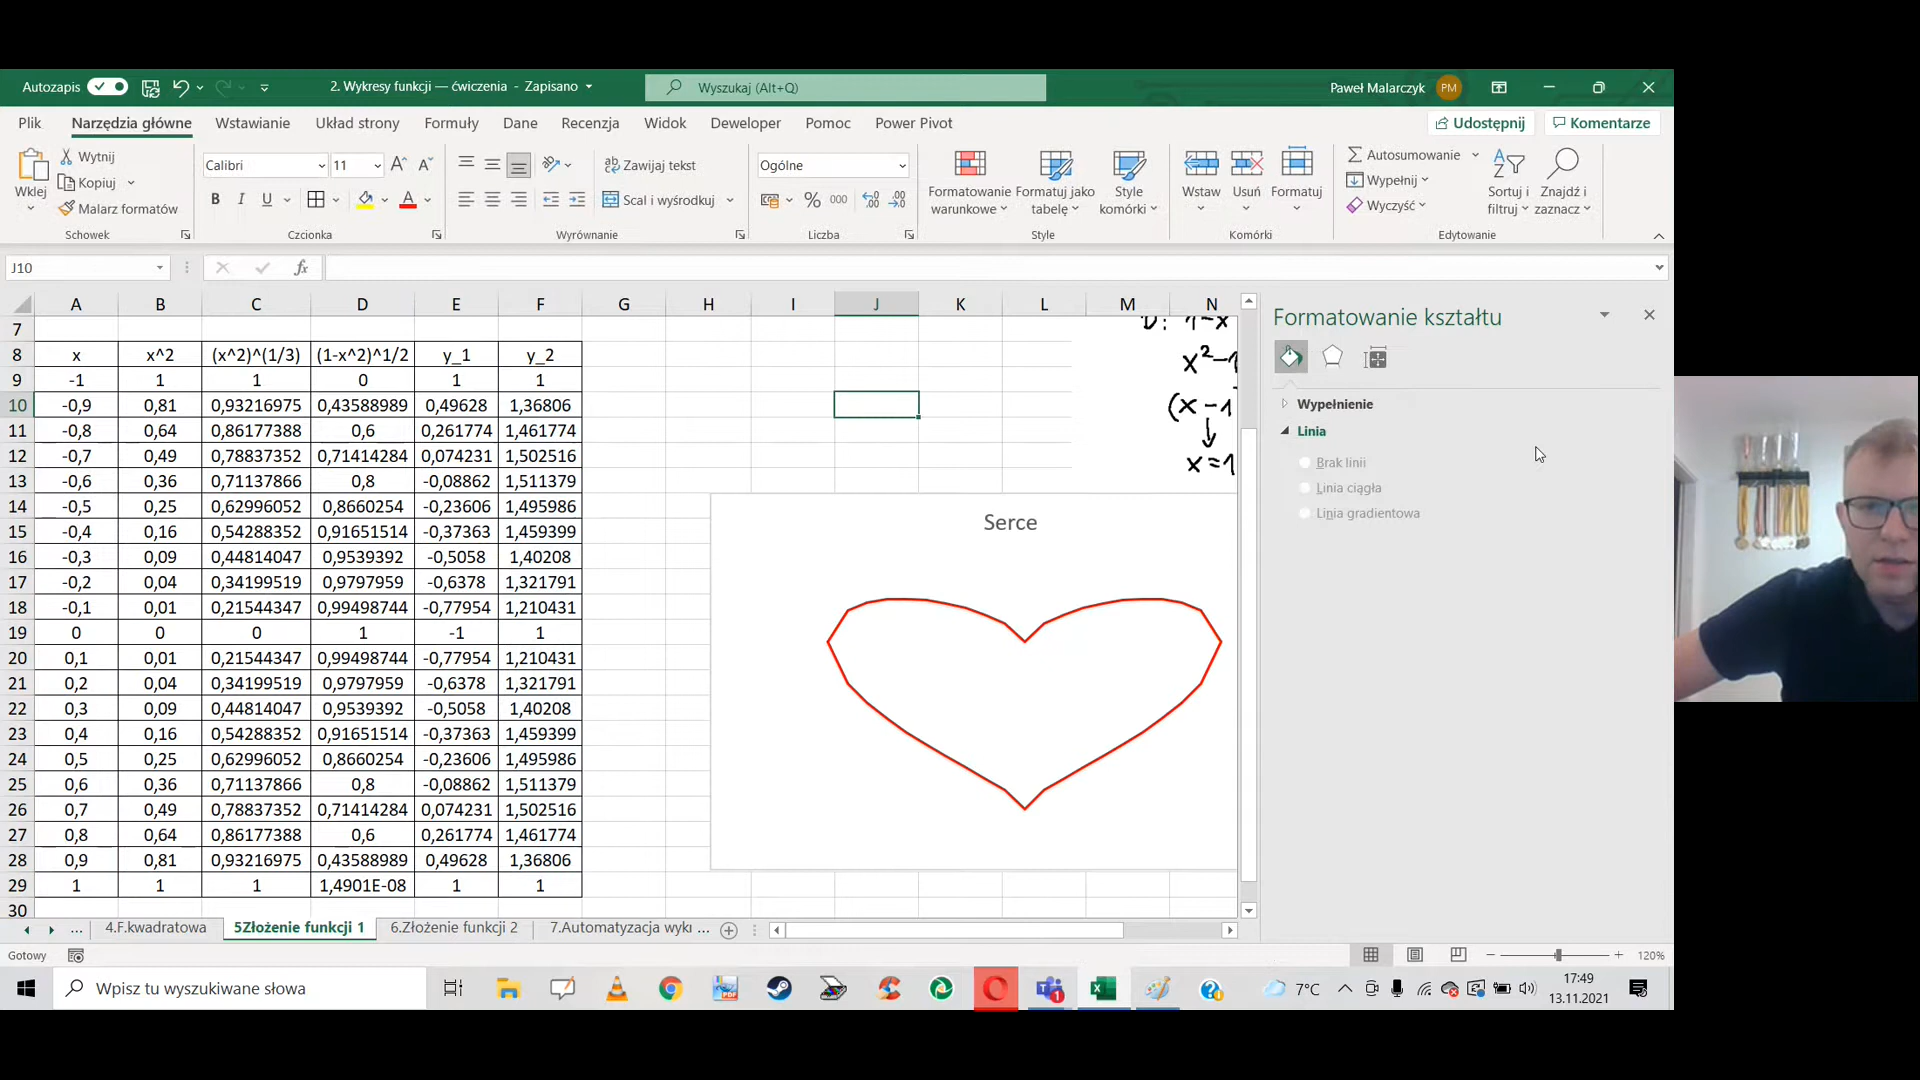 Autozapis 2. Wykresy funkcji — ćwiczenia - Zapisano Wyszukaj (Alt+Q) Paweł Malarczyk PM
Plik Narzędzia główne Wstawianie Układ strony Formuły Dane Recenzja Widok Deweloper Pomoc Power Pivot Udostępnij Komentarze
Wklej Wytnij Kopiuj Malarz formatów
Calibri 11 B I U A
Zawijaj tekst
Scal i wyśrodkuj
Ogólne
% 000
Formatowanie warunkowe Formatuj jako tabelę Style komórki
Wstaw Usuń Formatuj
Autosumowanie Wypełnij Wyczyść
Sortuj i filtruj Znajdź i zaznacz
Schowek Czcionka Wyrównanie Liczba Style Komórki Edytowanie
J10 fx
A B C D E F G H I J K L M N
7
8 x x^2 (x^2)^(1/3) (1-x^2)^1/2 y_1 y_2
9 -1 1 1 0 1 1
10 -0,9 0,81 0,93216975 0,43588989 0,49628 1,36806
11 -0,8 0,64 0,86177388 0,6 0,261774 1,461774
12 -0,7 0,49 0,78837352 0,71414284 0,074231 1,502516
13 -0,6 0,36 0,71137866 0,8 -0,08862 1,511379
14 -0,5 0,25 0,62996052 0,8660254 -0,23606 1,495986
15 -0,4 0,16 0,54288352 0,91651514 -0,37363 1,459399
16 -0,3 0,09 0,44814047 0,9539392 -0,5058 1,40208
17 -0,2 0,04 0,34199519 0,9797959 -0,6378 1,321791
18 -0,1 0,01 0,21544347 0,99498744 -0,77954 1,210431
19 0 0 0 1 -1 1
20 0,1 0,01 0,21544347 0,99498744 -0,77954 1,210431
21 0,2 0,04 0,34199519 0,9797959 -0,6378 1,321791
22 0,3 0,09 0,44814047 0,9539392 -0,5058 1,40208
23 0,4 0,16 0,54288352 0,91651514 -0,37363 1,459399
24 0,5 0,25 0,62996052 0,8660254 -0,23606 1,495986
25 0,6 0,36 0,71137866 0,8 -0,08862 1,511379
26 0,7 0,49 0,78837352 0,71414284 0,074231 1,502516
27 0,8 0,64 0,86177388 0,6 0,261774 1,461774
28 0,9 0,81 0,93216975 0,43588989 0,49628 1,36806
29 1 1 1 1,4901E-08 1 1
30
x²-1
(x-1
x=1
Serce
Formatowanie kształtu
Wypełnienie
Linia
Brak linii
Linia ciągła
Linia gradientowa
... 4.F.kwadratowa 5Złożenie funkcji 1 6.Złożenie funkcji 2 7.Automatyzacja wykr ...
Gotowy 120%
Wpisz tu wyszukiwane słowa PDF 1 7°C 17:49
13.11.2021